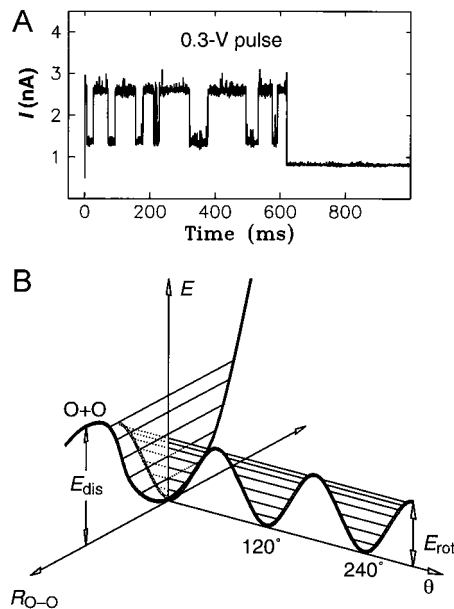 A
0.3-V pulse
I (nA)
4
3
2
1
0
200
400
600
800
Time (ms)
B
E
O+O
E_dis
120°
240°
E_rot
R_O–O
θ